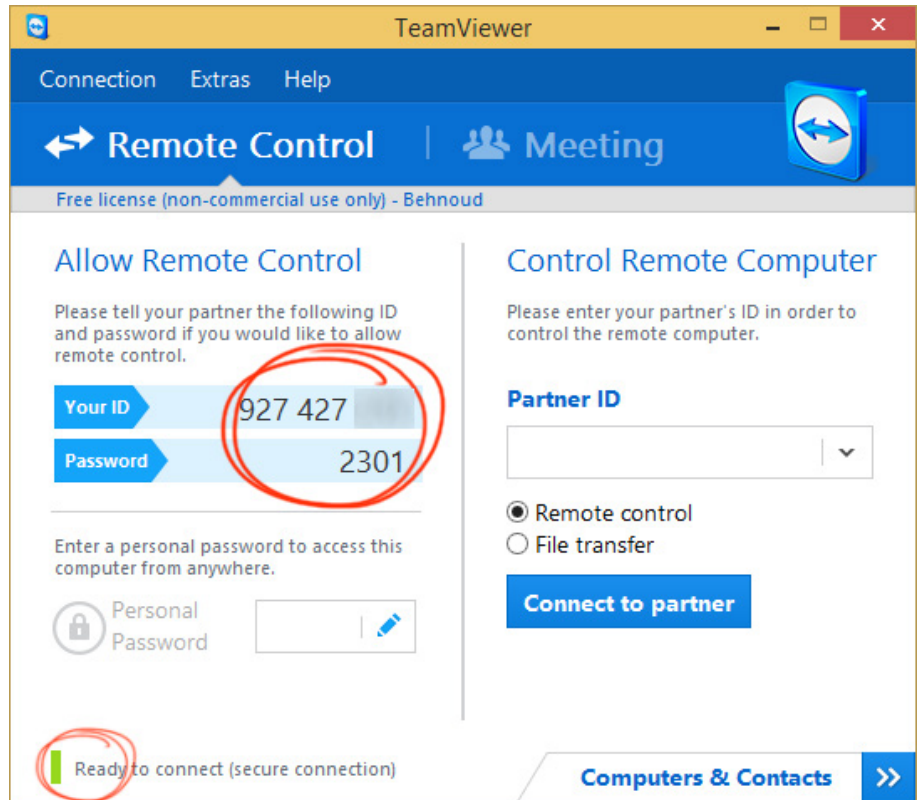 TeamViewer
Connection Extras Help
Remote Control Meeting
Free license (non-commercial use only) - Behnoud
Allow Remote Control
Please tell your partner the following ID
and password if you would like to allow
remote control.
Your ID 927 427
Password 2301
Enter a personal password to access this
computer from anywhere.
Personal
Password
Ready to connect (secure connection)
Control Remote Computer
Please enter your partner's ID in order to
control the remote computer.
Partner ID
Remote control
File transfer
Connect to partner
Computers & Contacts